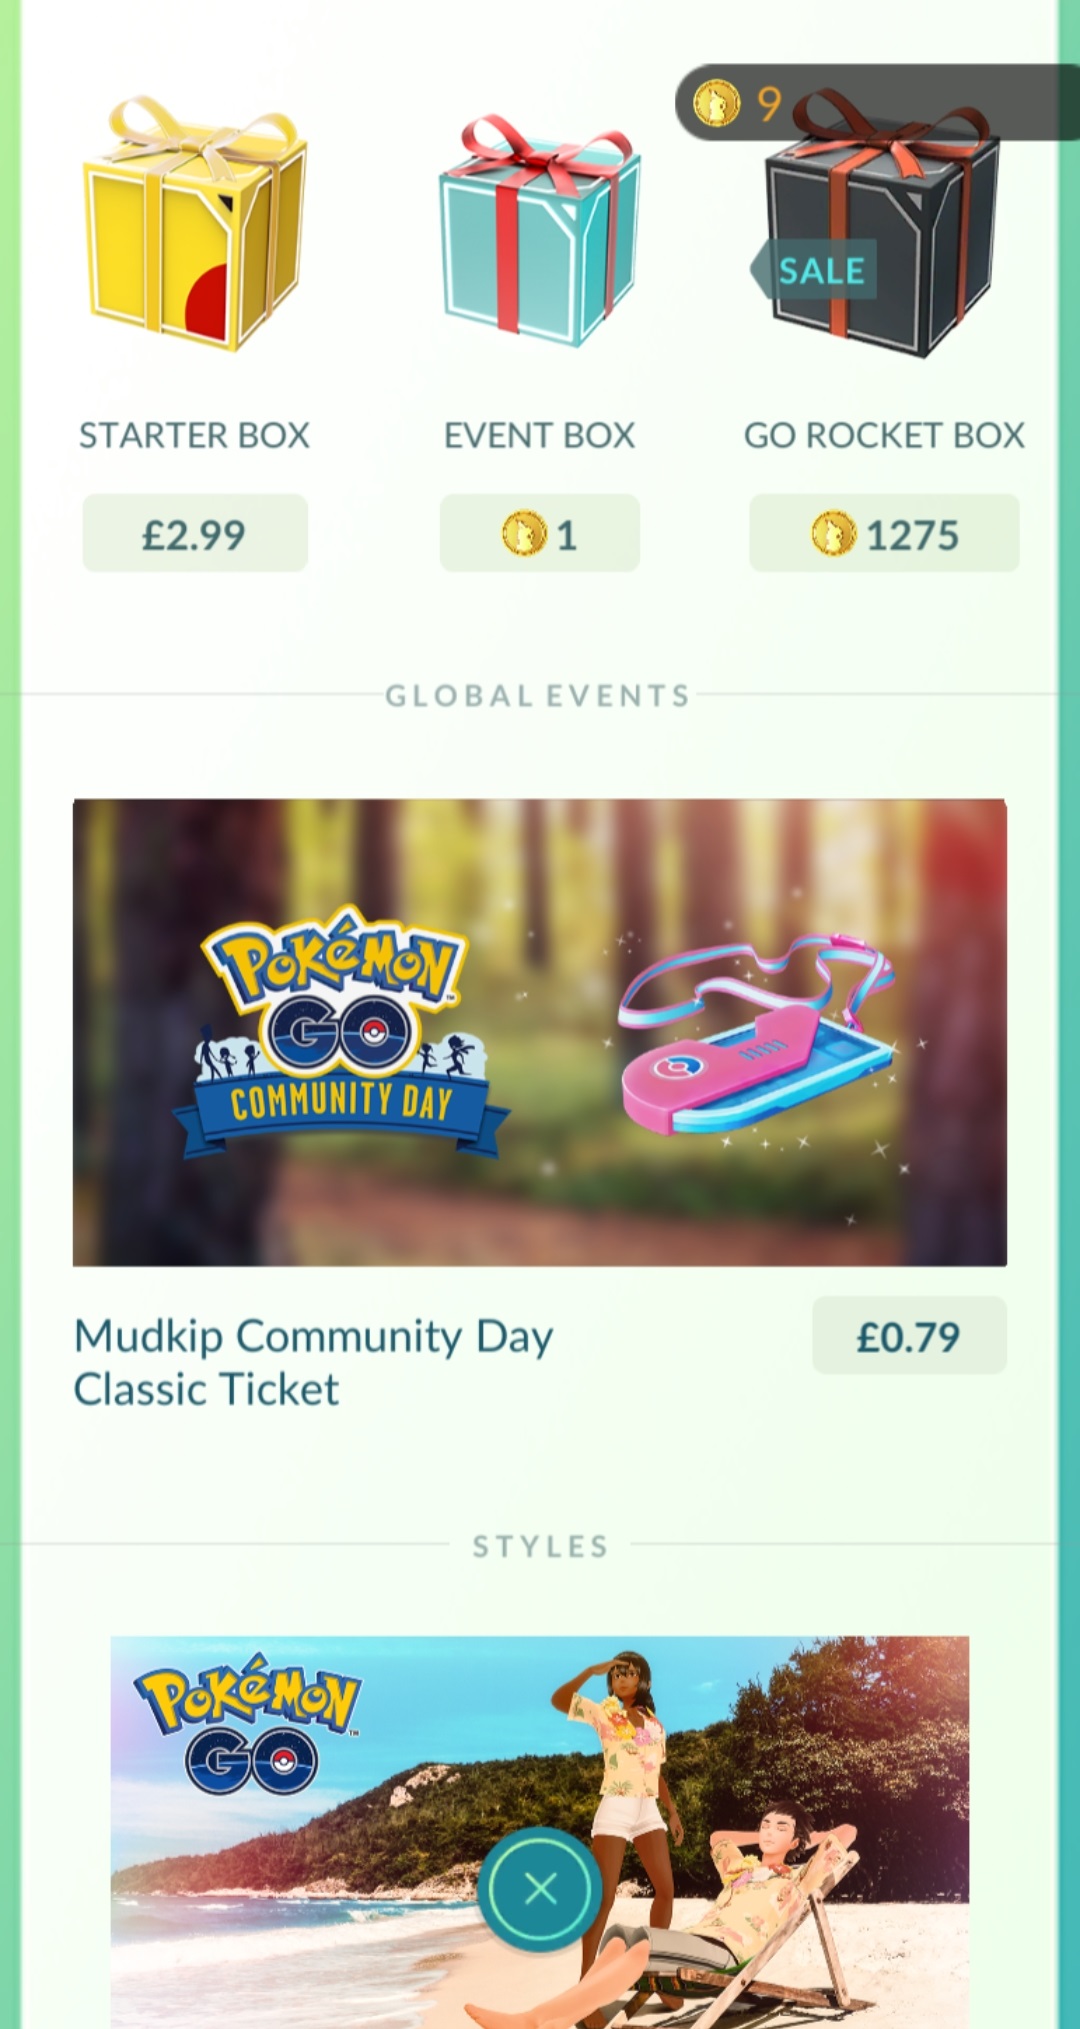 9
SALE
STARTER BOX
EVENT BOX
GO ROCKET BOX
£2.99
1
1275
GLOBAL EVENTS
POKéMON
GO
COMMUNITY DAY
Mudkip Community Day
Classic Ticket
£0.79
STYLES
POKéMON
GO